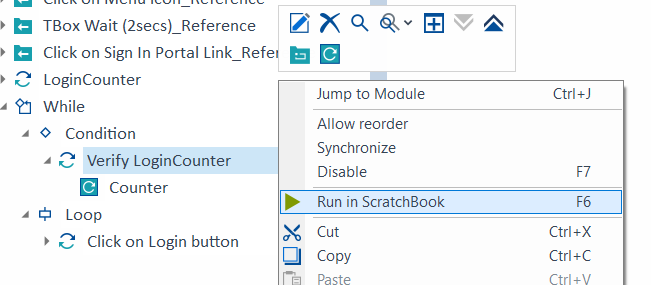 Click on Menu Icon_Reference
TBox Wait (2secs)_Reference
Click on Sign In Portal Link_Refer
LoginCounter
While
Condition
Verify LoginCounter
Counter
Loop
Click on Login button
Jump to Module Ctrl+J
Allow reorder
Synchronize
Disable F7
Run in ScratchBook F6
Cut Ctrl+X
Copy Ctrl+C
Paste Ctrl+V